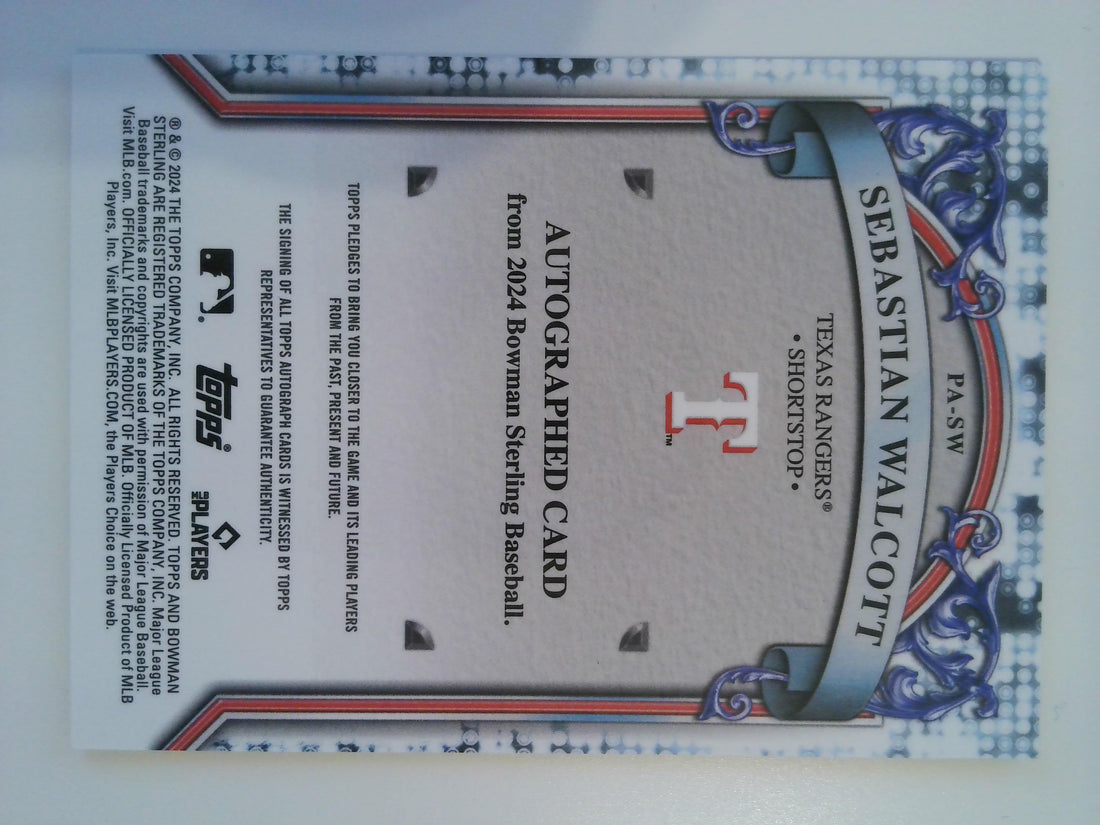 PA-SW
SEBASTIAN WALCOTT
TEXAS RANGERS®
• SHORTSTOP •
T™
AUTOGRAPHED CARD
from 2024 Bowman Sterling Baseball.
TOPPS PLEDGES TO BRING YOU CLOSER TO THE GAME AND ITS LEADING PLAYERS
FROM THE PAST, PRESENT AND FUTURE.
THE SIGNING OF ALL TOPPS AUTOGRAPH CARDS IS WITNESSED BY TOPPS
REPRESENTATIVES TO GUARANTEE AUTHENTICITY.
topps® MLB PLAYERS
® & © 2024 THE TOPPS COMPANY, INC. ALL RIGHTS RESERVED. TOPPS AND BOWMAN
STERLING ARE REGISTERED TRADEMARKS OF THE TOPPS COMPANY, INC. Major League
Baseball trademarks and copyrights are used with permission of Major League Baseball.
Visit MLB.com. OFFICIALLY LICENSED PRODUCT OF MLB. Officially Licensed Product of MLB
Players, Inc. Visit MLBPLAYERS.COM, the Players Choice on the web.